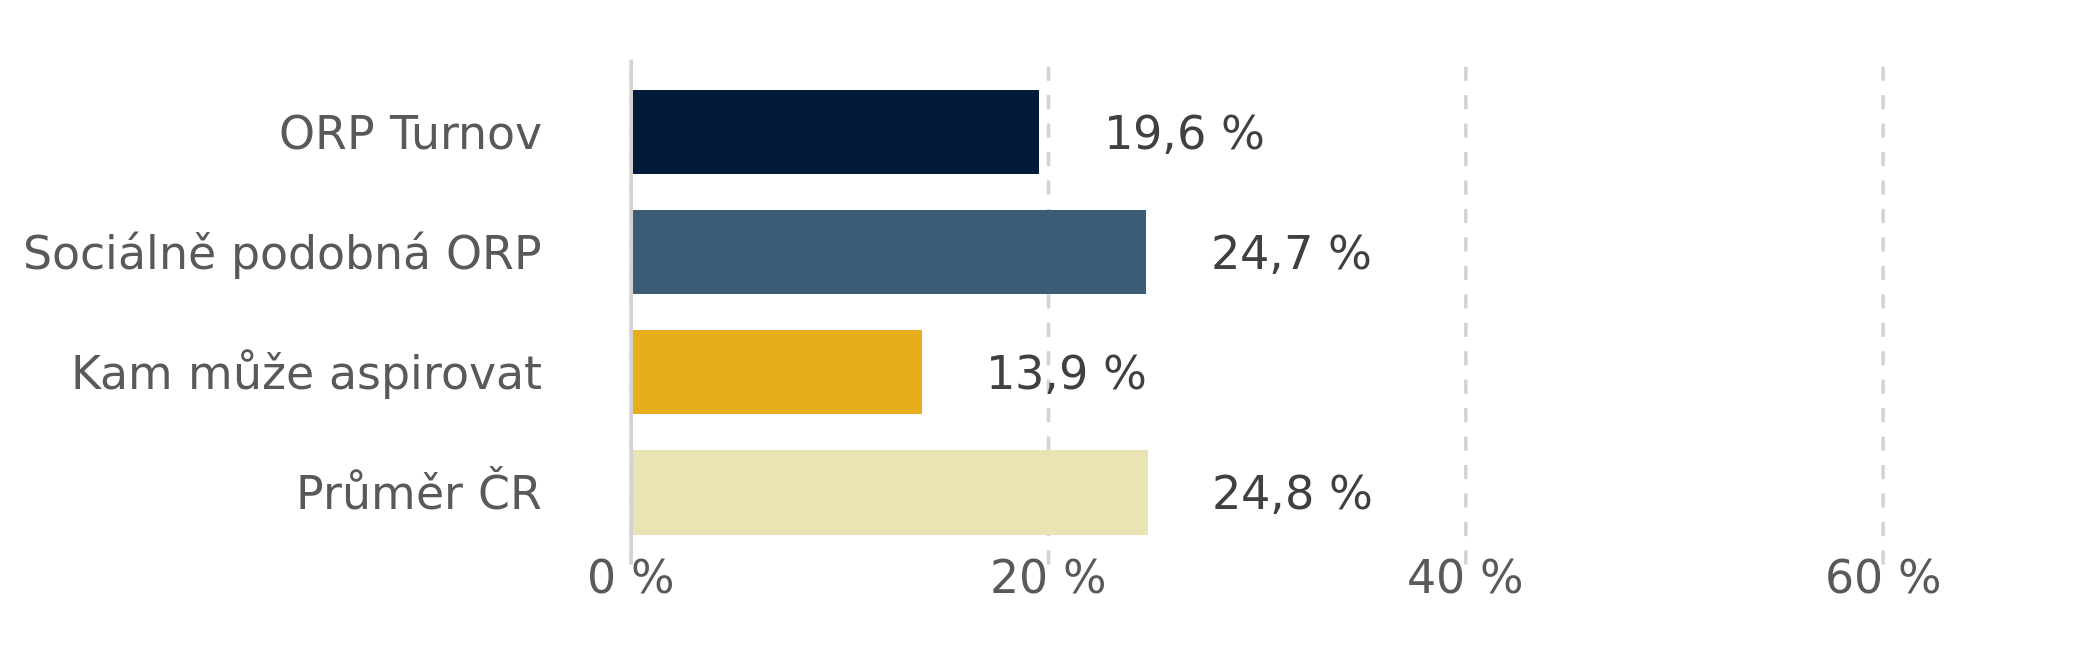 ORP Turnov 19,6 %
Sociálně podobná ORP 24,7 %
Kam může aspirovat 13,9 %
Průměr ČR 24,8 %
0 % 20 % 40 % 60 %